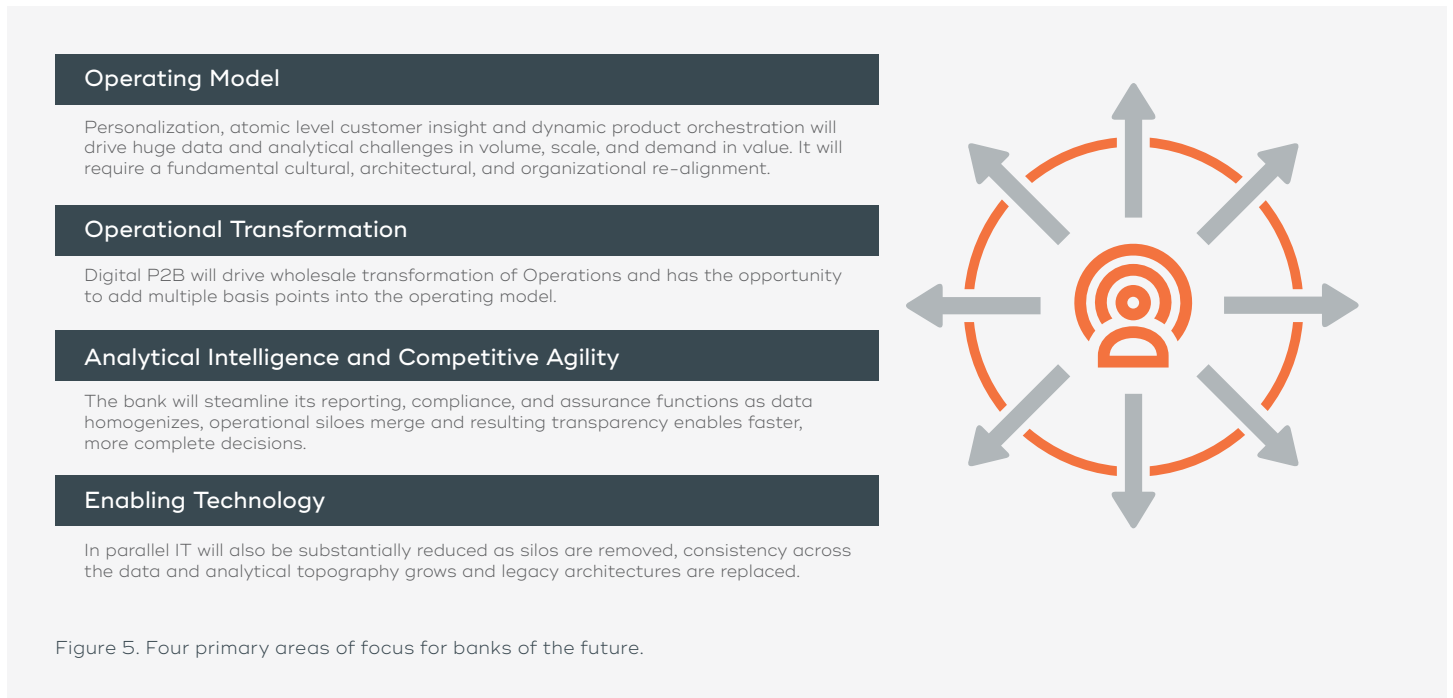 Operating Model
Personalization, atomic level customer insight and dynamic product orchestration will
drive huge data and analytical challenges in volume, scale, and demand in value. It will
require a fundamental cultural, architectural, and organizational re-alignment.
Operational Transformation
Digital P2B will drive wholesale transformation of Operations and has the opportunity
to add multiple basis points into the operating model.
Analytical Intelligence and Competitive Agility
The bank will steamline its reporting, compliance, and assurance functions as data
homogenizes, operational siloes merge and resulting transparency enables faster,
more complete decisions.
Enabling Technology
In parallel IT will also be substantially reduced as silos are removed, consistency across
the data and analytical topography grows and legacy architectures are replaced.
Figure 5. Four primary areas of focus for banks of the future.